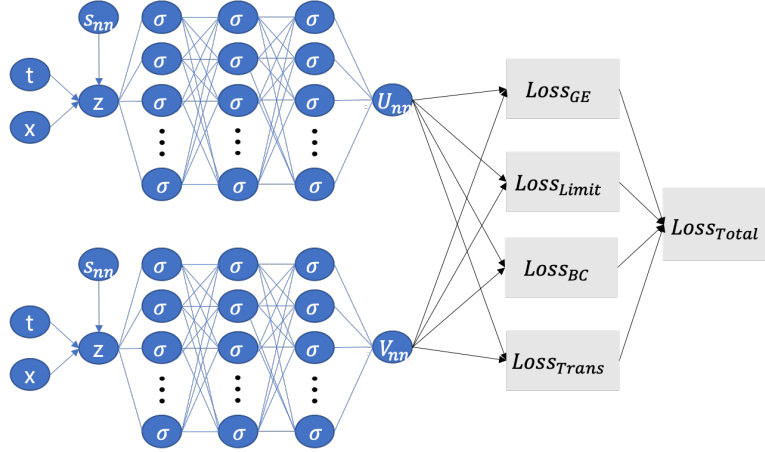 s_nn
σ σ σ
t
σ σ σ
z
σ σ σ
U_nn
x
σ σ σ
Loss_GE
Loss_Limit
Loss_Total
s_nn
σ σ σ
Loss_BC
t
σ σ σ
z
σ σ σ
V_nn
Loss_Trans
x
σ σ σ